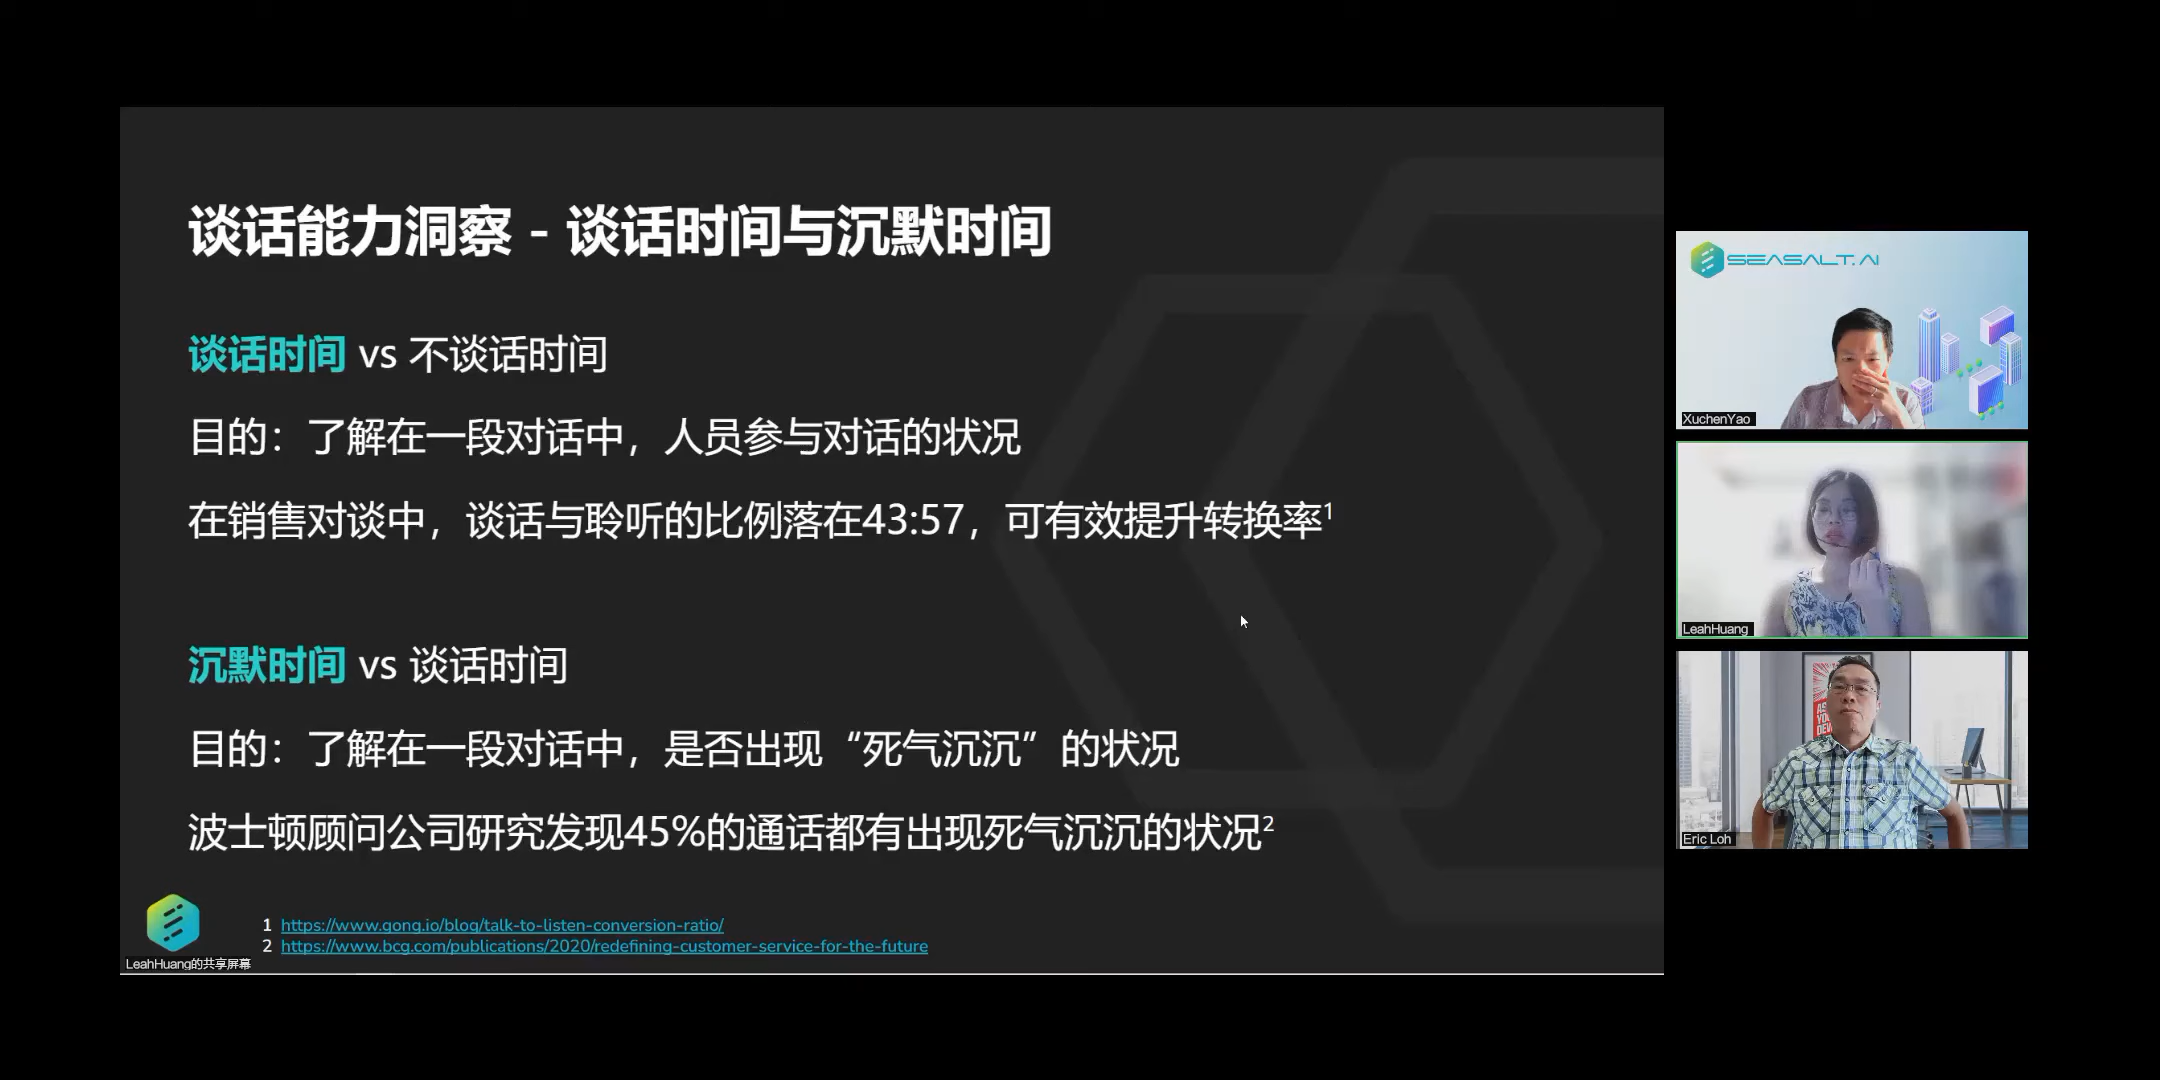 谈话能力洞察 - 谈话时间与沉默时间
谈话时间 vs 不谈话时间
目的：了解在一段对话中，人员参与对话的状况
在销售对谈中，谈话与聆听的比例落在43:57，可有效提升转换率1
沉默时间 vs 谈话时间
目的：了解在一段对话中，是否出现“死气沉沉”的状况
波士顿顾问公司研究发现45%的通话都有出现死气沉沉的状况2
1 https://www.gong.io/blog/talk-to-listen-conversion-ratio/
2 https://www.bcg.com/publications/2020/redefining-customer-service-for-the-future
LeahHuang的共享屏幕
SEASALT.AI
XuchenYao
LeahHuang
Eric Loh